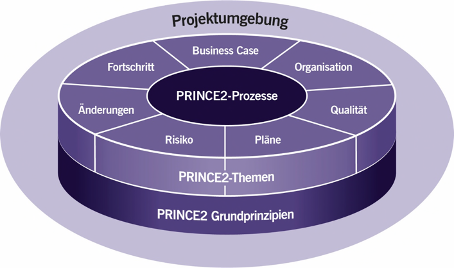 Projektumgebung
Business Case
Fortschritt
Organisation
PRINCE2-Prozesse
Änderungen
Qualität
Risiko
Pläne
PRINCE2-Themen
PRINCE2 Grundprinzipien